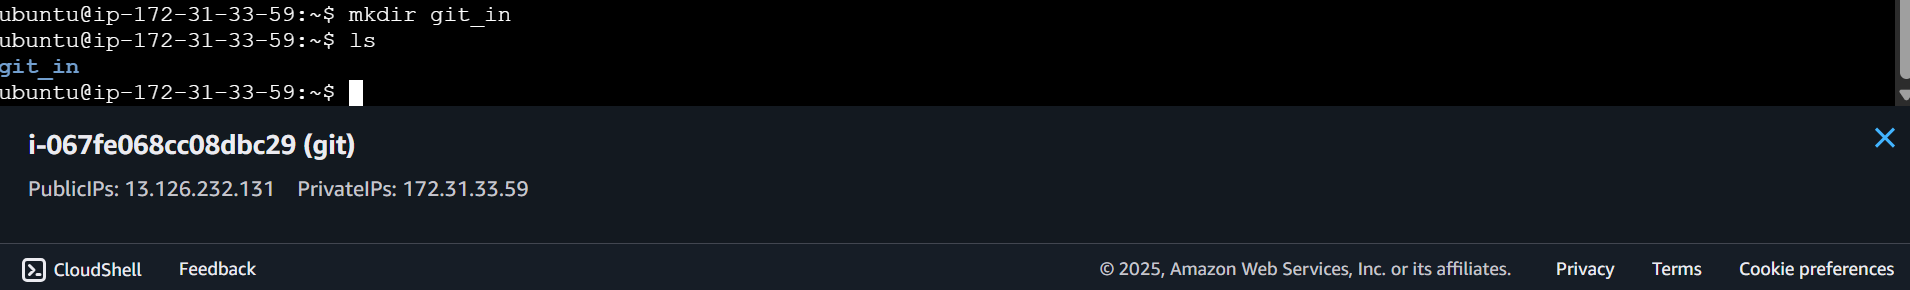 ubuntu@ip-172-31-33-59:~$ mkdir git_in
ubuntu@ip-172-31-33-59:~$ ls
git_in
ubuntu@ip-172-31-33-59:~$
i-067fe068cc08dbc29 (git)
PublicIPs: 13.126.232.131 PrivateIPs: 172.31.33.59
CloudShell Feedback © 2025, Amazon Web Services, Inc. or its affiliates. Privacy Terms Cookie preferences